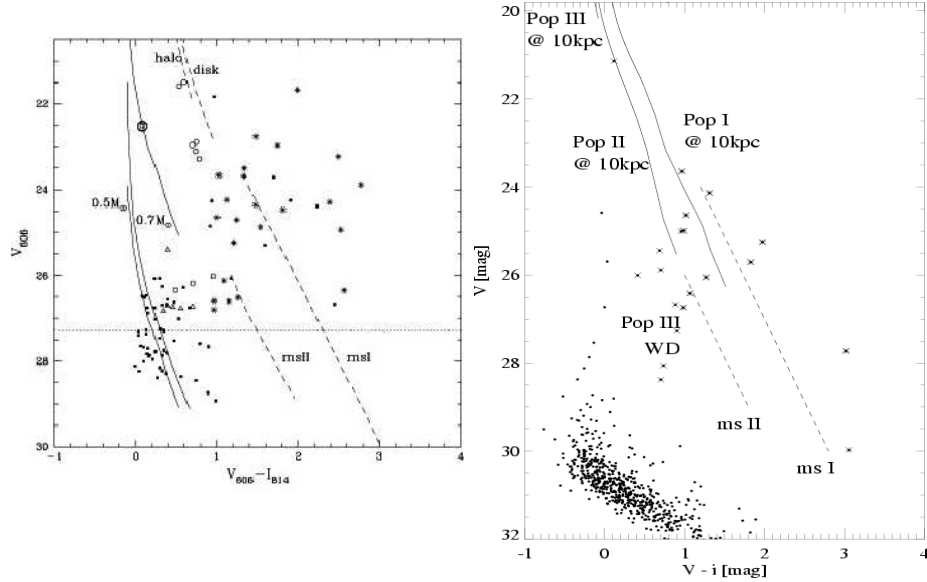 halo
disk
0.5M
0.7M
msII
msI
V606
22
24
26
28
30
-1
0
1
2
3
4
V606-I814
Pop III
@ 10kpc
Pop II
@ 10kpc
Pop I
@ 10kpc
Pop III
WD
ms II
ms I
V [mag]
20
22
24
26
28
30
32
-1
0
1
2
3
4
V - i [mag]